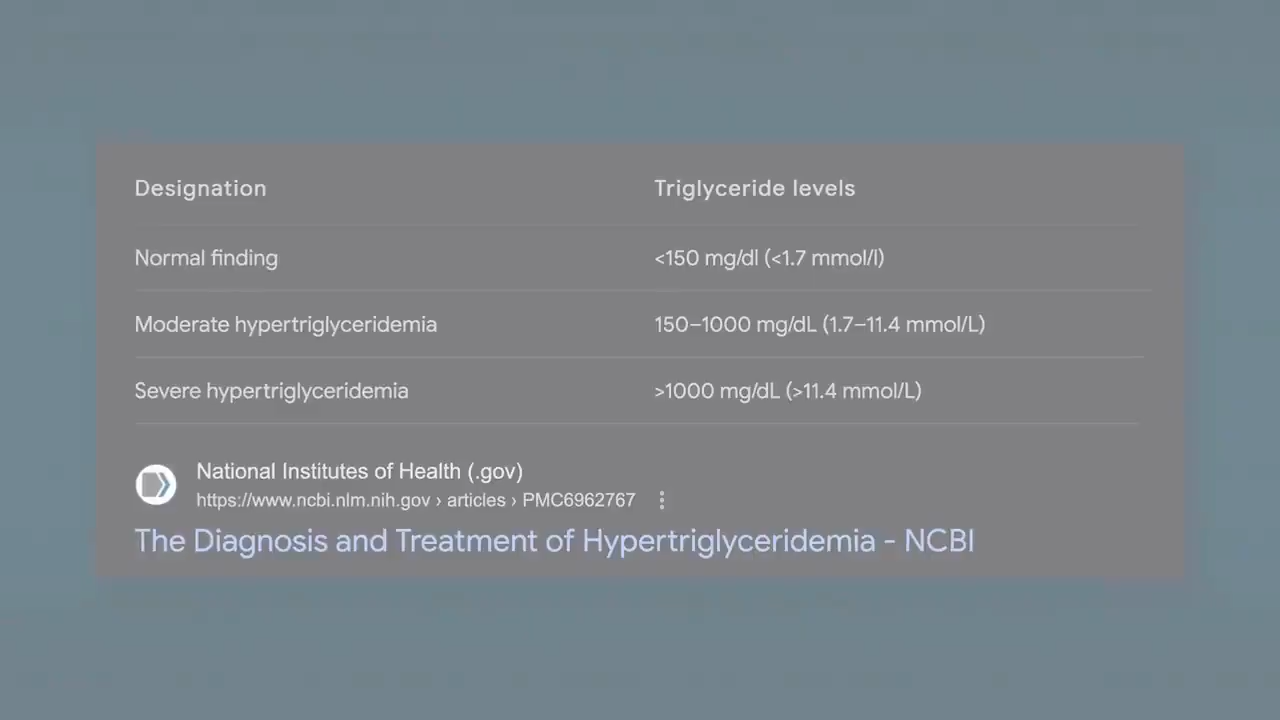 Designation Triglyceride levels
Normal finding <150 mg/dl (<1.7 mmol/l)
Moderate hypertriglyceridemia 150–1000 mg/dL (1.7–11.4 mmol/L)
Severe hypertriglyceridemia >1000 mg/dL (>11.4 mmol/L)
National Institutes of Health (.gov)
https://www.ncbi.nlm.nih.gov › articles › PMC6962767
The Diagnosis and Treatment of Hypertriglyceridemia - NCBI